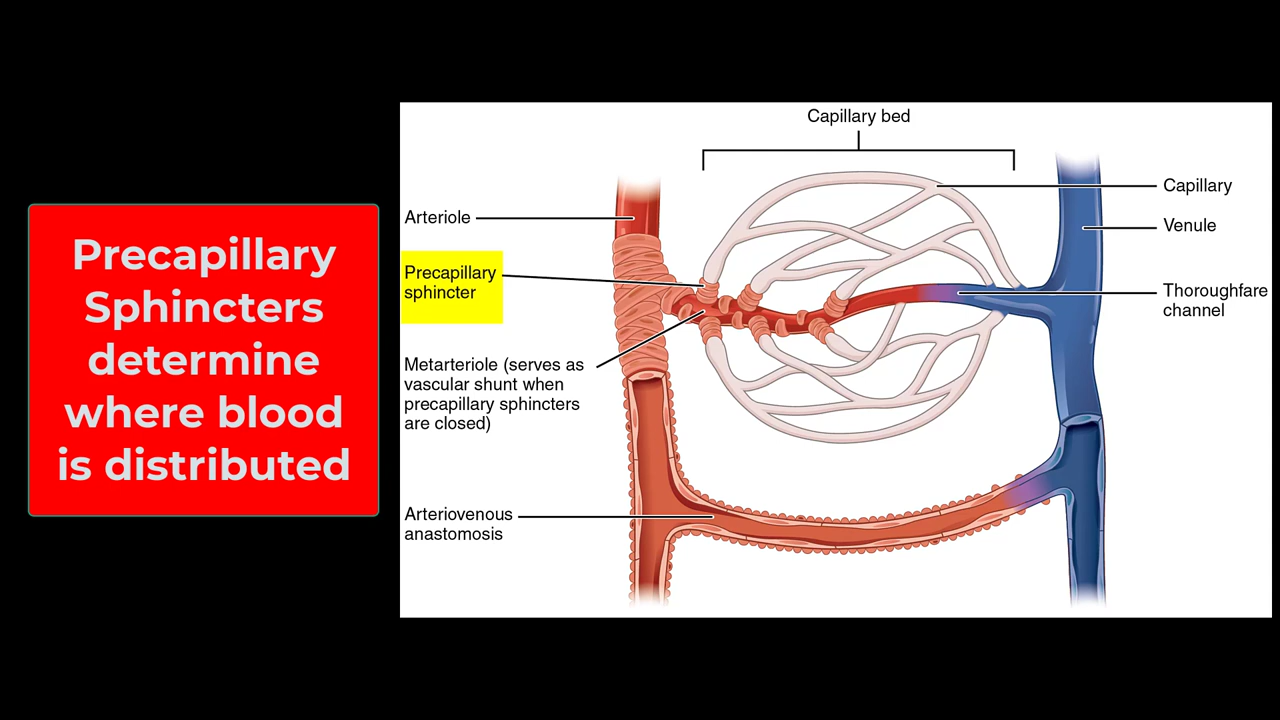 Precapillary
Sphincters
determine
where blood
is distributed
Capillary bed
Arteriole
Precapillary
sphincter
Metarteriole (serves as
vascular shunt when
precapillary sphincters
are closed)
Arteriovenous
anastomosis
Capillary
Venule
Thoroughfare
channel